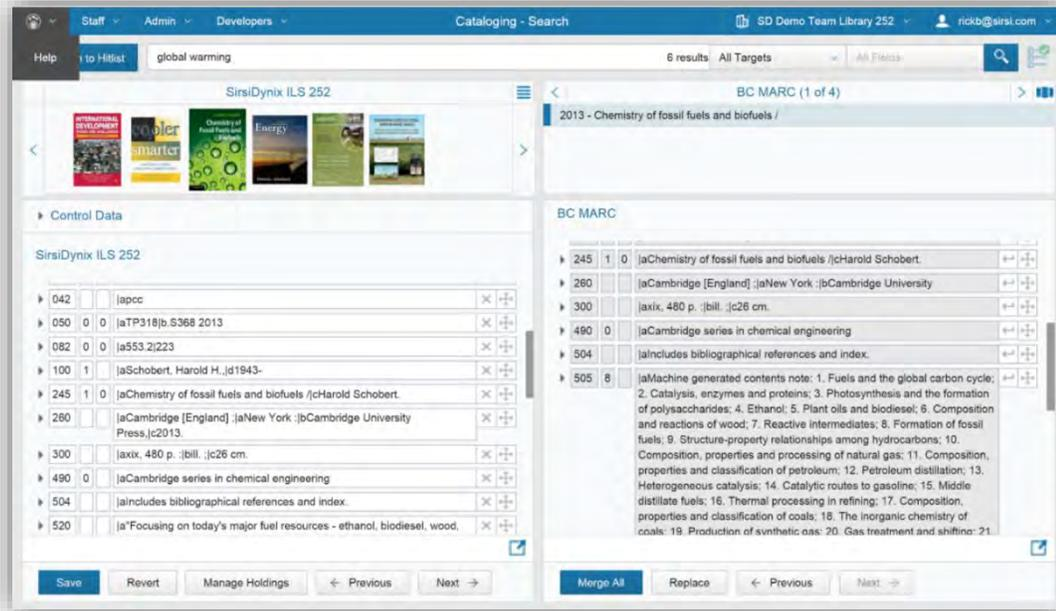 Staff Admin Developers Cataloging - Search SD Demo Team Library 252 rickb@sirsi.com
Help to Hitlist global warming 6 results All Targets All Fields
SirsiDynix ILS 252
INTERNATIONAL DEVELOPMENT
cooler smarter
Chemistry of Fossil Fuels and Biofuels
Energy
Control Data
SirsiDynix ILS 252
042 |apcc
050 0 0 |aTP318|b.S368 2013
082 0 0 |a553.2|223
100 1 |aSchobert, Harold H.,|d1943-
245 1 0 |aChemistry of fossil fuels and biofuels /|cHarold Schobert.
260 |aCambridge [England] ;|aNew York :|bCambridge University
Press,|c2013.
300 |axix, 480 p. :|bill. ;|c26 cm.
490 0 |aCambridge series in chemical engineering
504 |aIncludes bibliographical references and index.
520 |a"Focusing on today's major fuel resources - ethanol, biodiesel, wood,
Save Revert Manage Holdings ← Previous Next →
BC MARC (1 of 4)
2013 - Chemistry of fossil fuels and biofuels /
BC MARC
245 1 0 |aChemistry of fossil fuels and biofuels /|cHarold Schobert.
260 |aCambridge [England] ;|aNew York :|bCambridge University
300 |axix, 480 p. :|bill. ;|c26 cm.
490 0 |aCambridge series in chemical engineering
504 |aIncludes bibliographical references and index.
505 8 |aMachine generated contents note: 1. Fuels and the global carbon cycle;
2. Catalysis, enzymes and proteins; 3. Photosynthesis and the formation
of polysaccharides; 4. Ethanol; 5. Plant oils and biodiesel; 6. Composition
and reactions of wood; 7. Reactive intermediates; 8. Formation of fossil
fuels; 9. Structure-property relationships among hydrocarbons; 10.
Composition, properties and processing of natural gas; 11. Composition,
properties and classification of petroleum; 12. Petroleum distillation; 13.
Heterogeneous catalysis; 14. Catalytic routes to gasoline; 15. Middle
distillate fuels; 16. Thermal processing in refining; 17. Composition,
properties and classification of coals; 18. The inorganic chemistry of
coals; 19. Production of synthetic gas; 20. Gas treatment and shifting; 21.
Merge All Replace ← Previous Next →